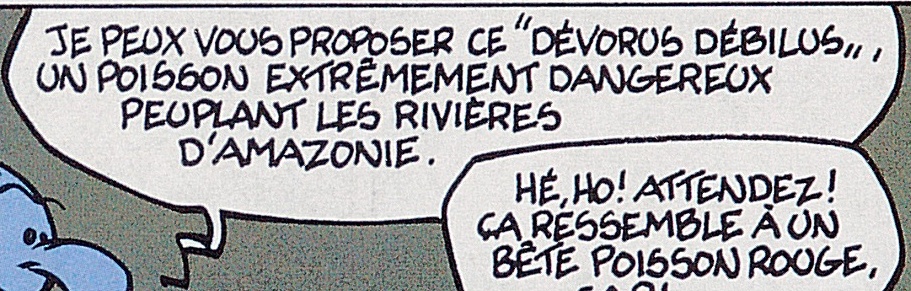 JE PEUX VOUS PROPOSER CE "DÉVORUS DÉBILUS„,
UN POISSON EXTRÊMEMENT DANGEREUX
PEUPLANT LES RIVIÈRES
D'AMAZONIE.
HÉ, HO! ATTENDEZ!
ÇA RESSEMBLE À UN
BÊTE POISSON ROUGE,